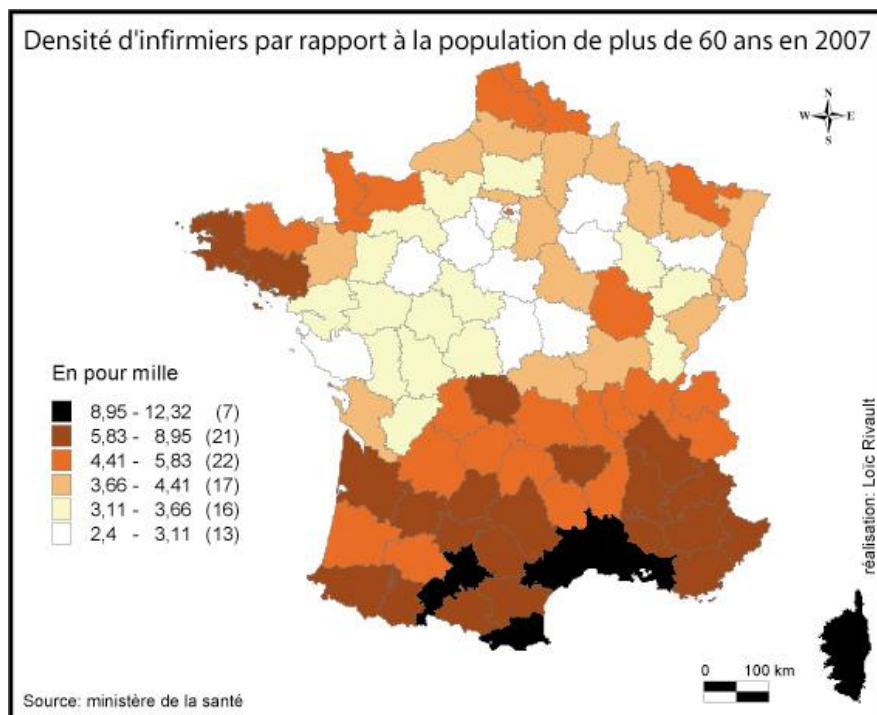 Densité d'infirmiers par rapport à la population de plus de 60 ans en 2007
N
W E
S
En pour mille
8,95 - 12,32 (7)
5,83 - 8,95 (21)
4,41 - 5,83 (22)
3,66 - 4,41 (17)
3,11 - 3,66 (16)
2,4 - 3,11 (13)
réalisation: Loïc Rivault
0 100 km
Source: ministère de la santé